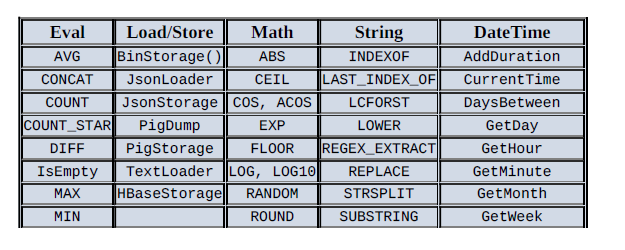 Eval Load/Store Math String DateTime
AVG BinStorage() ABS INDEXOF AddDuration
CONCAT JsonLoader CEIL LAST_INDEX_OF CurrentTime
COUNT JsonStorage COS, ACOS LCFORST DaysBetween
COUNT_STAR PigDump EXP LOWER GetDay
DIFF PigStorage FLOOR REGEX_EXTRACT GetHour
IsEmpty TextLoader LOG, LOG10 REPLACE GetMinute
MAX HBaseStorage RANDOM STRSPLIT GetMonth
MIN ROUND SUBSTRING GetWeek